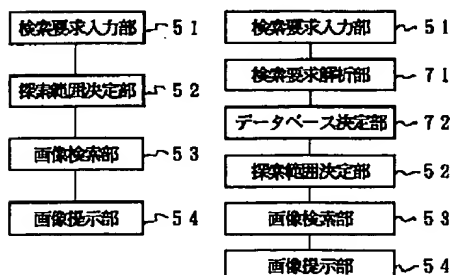 検索要求入力部 51
探索範囲決定部 52
画像検索部 53
画像提示部 54
検索要求入力部 51
検索要求解析部 71
データベース決定部 72
探索範囲決定部 52
画像検索部 53
画像提示部 54